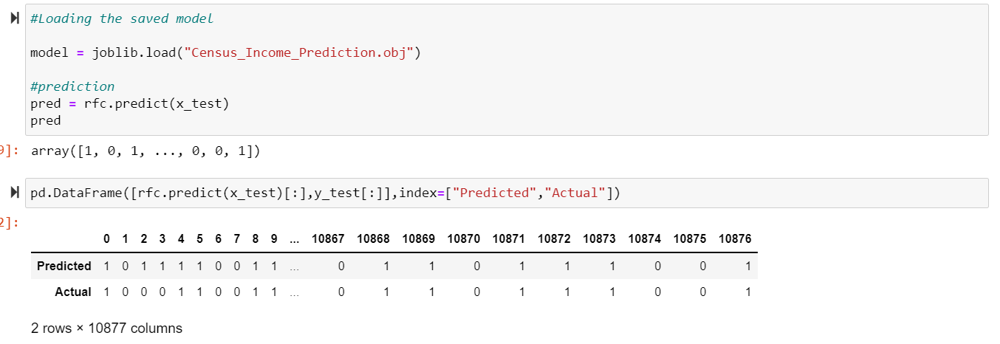 #Loading the saved model
model = joblib.load("Census_Income_Prediction.obj")
#prediction
pred = rfc.predict(x_test)
pred
9]: array([1, 0, 1, ..., 0, 0, 1])
pd.DataFrame([rfc.predict(x_test)[:],y_test[:]],index=["Predicted","Actual"])
2]:
0 1 2 3 4 5 6 7 8 9 ... 10867 10868 10869 10870 10871 10872 10873 10874 10875 10876
Predicted 1 0 1 1 1 1 0 0 1 1 ... 0 1 1 0 1 1 1 0 0 1
Actual 1 0 0 0 1 1 0 0 1 1 ... 0 1 1 0 1 1 1 0 0 1
2 rows × 10877 columns